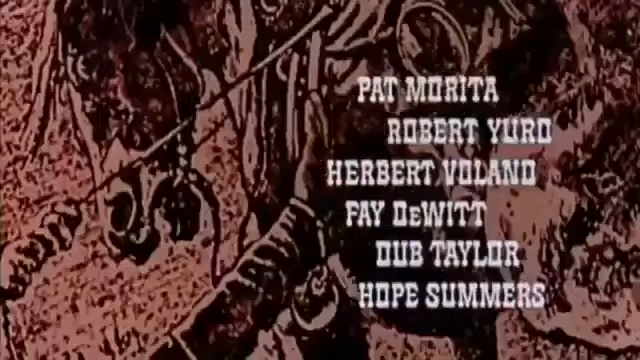 PAT MORITA
ROBERT YURO
HERBERT VOLAND
FAY DeWITT
DUB TAYLOR
HOPE SUMMERS